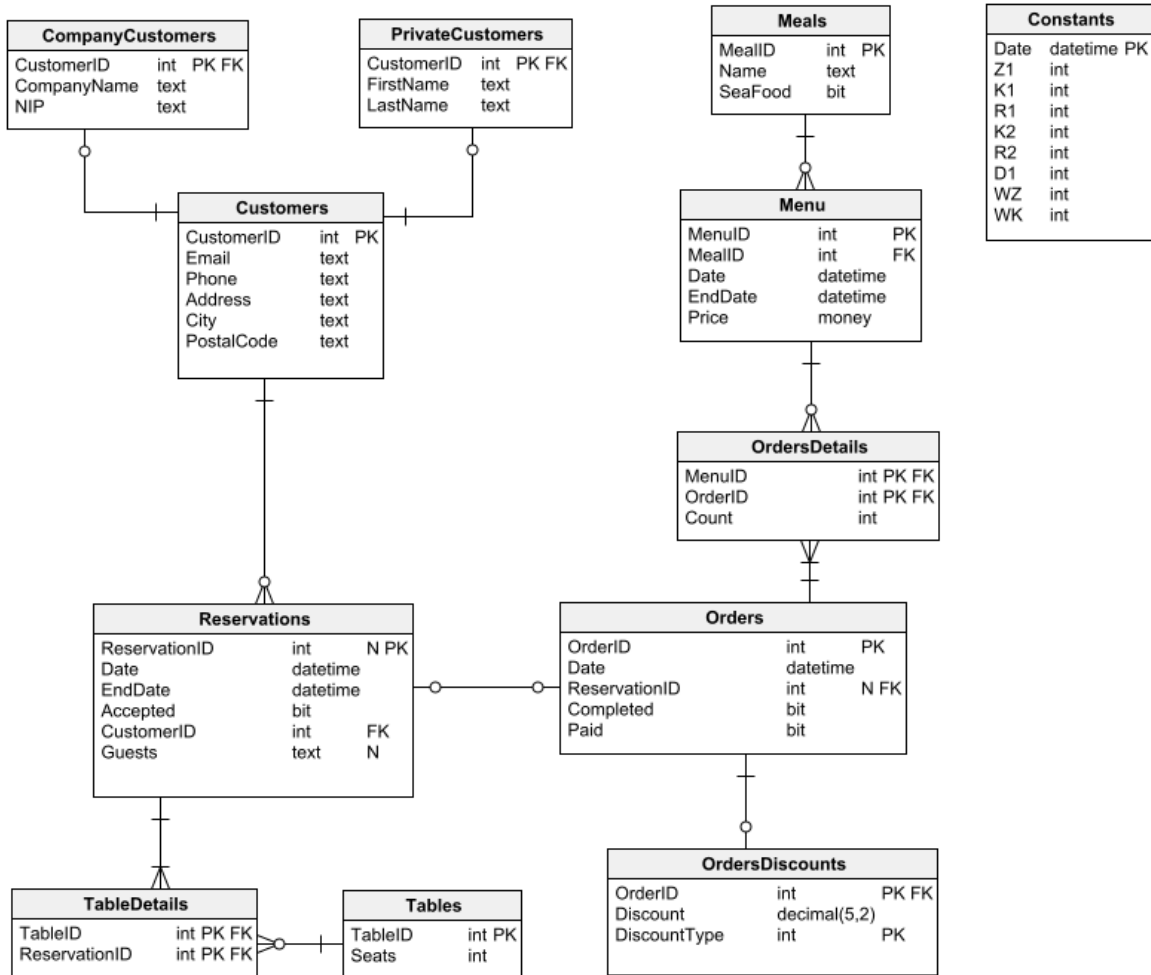 CompanyCustomers
CustomerID int PK FK
CompanyName text
NIP text
PrivateCustomers
CustomerID int PK FK
FirstName text
LastName text
Meals
MealID int PK
Name text
SeaFood bit
Constants
Date datetime PK
Z1 int
K1 int
R1 int
K2 int
R2 int
D1 int
WZ int
WK int
Customers
CustomerID int PK
Email text
Phone text
Address text
City text
PostalCode text
Menu
MenuID int PK
MealID int FK
Date datetime
EndDate datetime
Price money
OrdersDetails
MenuID int PK FK
OrderID int PK FK
Count int
Reservations
ReservationID int N PK
Date datetime
EndDate datetime
Accepted bit
CustomerID int FK
Guests text N
Orders
OrderID int PK
Date datetime
ReservationID int N FK
Completed bit
Paid bit
TableDetails
TableID int PK FK
ReservationID int PK FK
Tables
TableID int PK
Seats int
OrdersDiscounts
OrderID int PK FK
Discount decimal(5,2)
DiscountType int PK